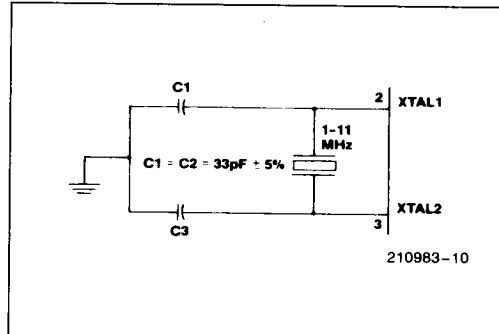 C1
2 XTAL1
1-11
MHz
C1 = C2 = 33pF ± 5%
XTAL2
3
C3
210983-10